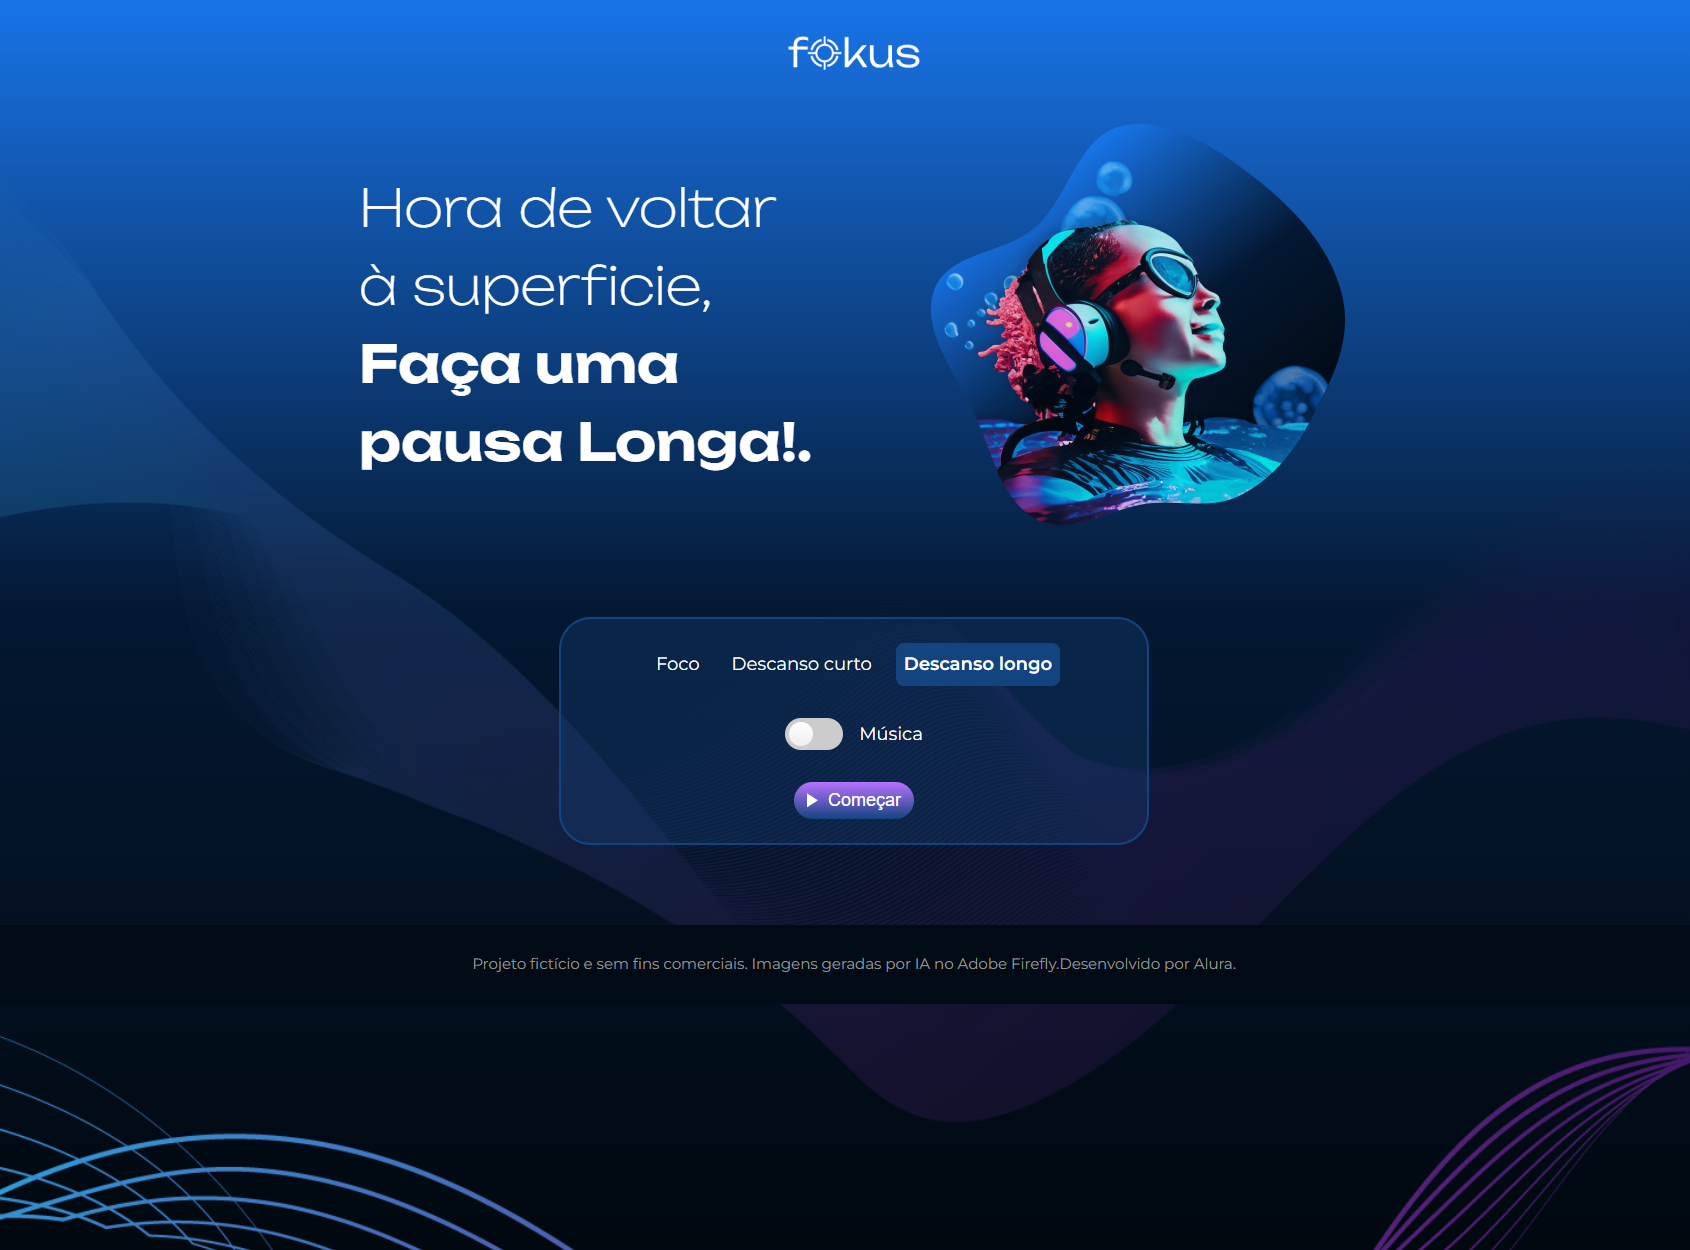 fokus
Hora de voltar
à superficie,
Faça uma
pausa Longa!.
Foco Descanso curto Descanso longo
Música
Começar
Projeto fictício e sem fins comerciais. Imagens geradas por IA no Adobe Firefly.Desenvolvido por Alura.